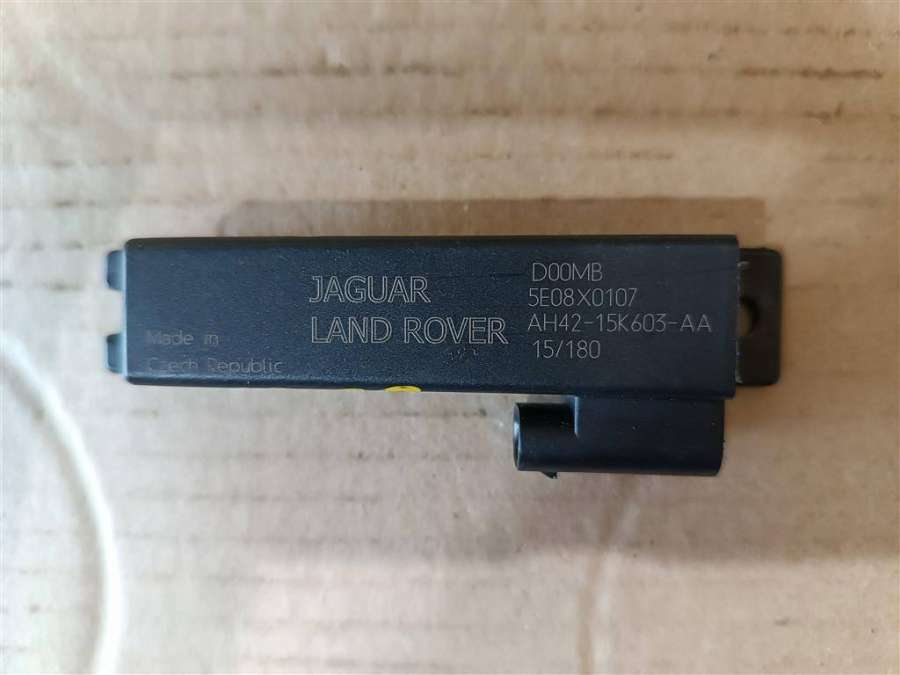 JAGUAR
LAND ROVER
D00MB
5E08X0107
AH42-15K603-AA
15/180
Made in
Czech Republic